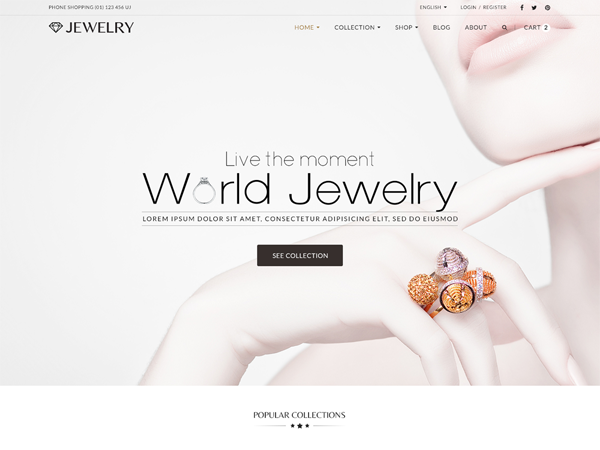 PHONE SHOPPING (01) 123 456 UJ
ENGLISH
LOGIN / REGISTER
JEWELRY
HOME
COLLECTION
SHOP
BLOG
ABOUT
CART 2
Live the moment
World Jewelry
LOREM IPSUM DOLOR SIT AMET, CONSECTETUR ADIPISICING ELIT, SED DO EIUSMOD
SEE COLLECTION
POPULAR COLLECTIONS